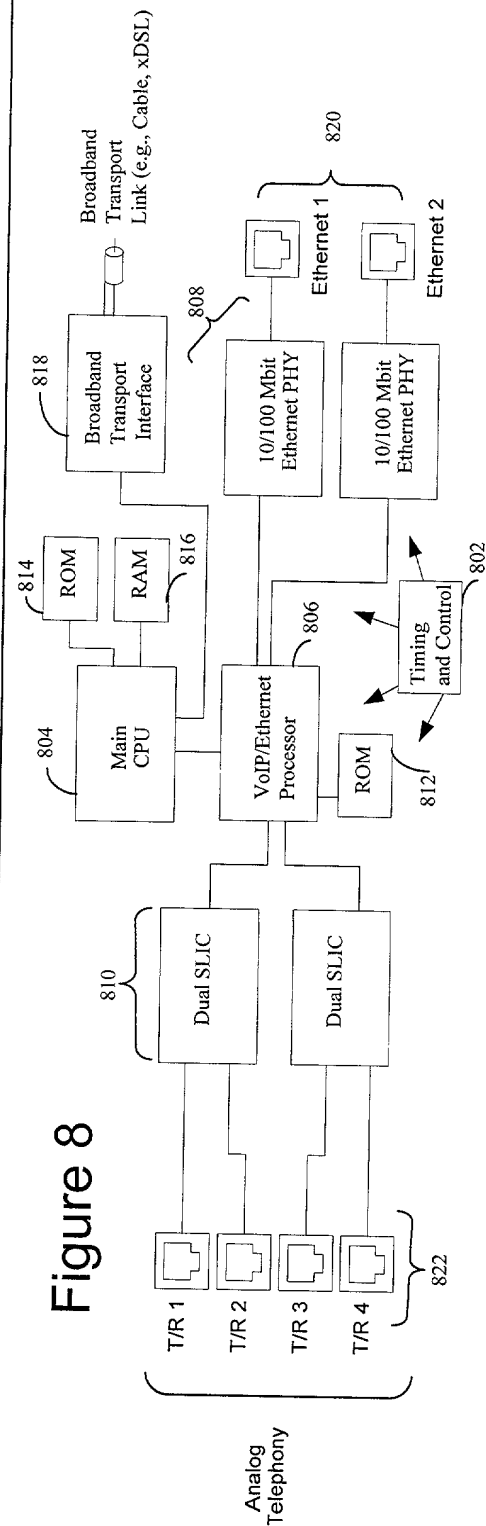 Figure 8
Analog
Telephony
T/R 1
T/R 2
T/R 3
T/R 4
822
810
Dual SLIC
Dual SLIC
804
Main
CPU
814
ROM
RAM
816
818
Broadband
Transport
Interface
Broadband
Transport
Link (e.g., Cable, xDSL)
806
VoIP/Ethernet
Processor
ROM
812
808
10/100 Mbit
Ethernet PHY
10/100 Mbit
Ethernet PHY
Ethernet 1
Ethernet 2
820
Timing
and Control
802